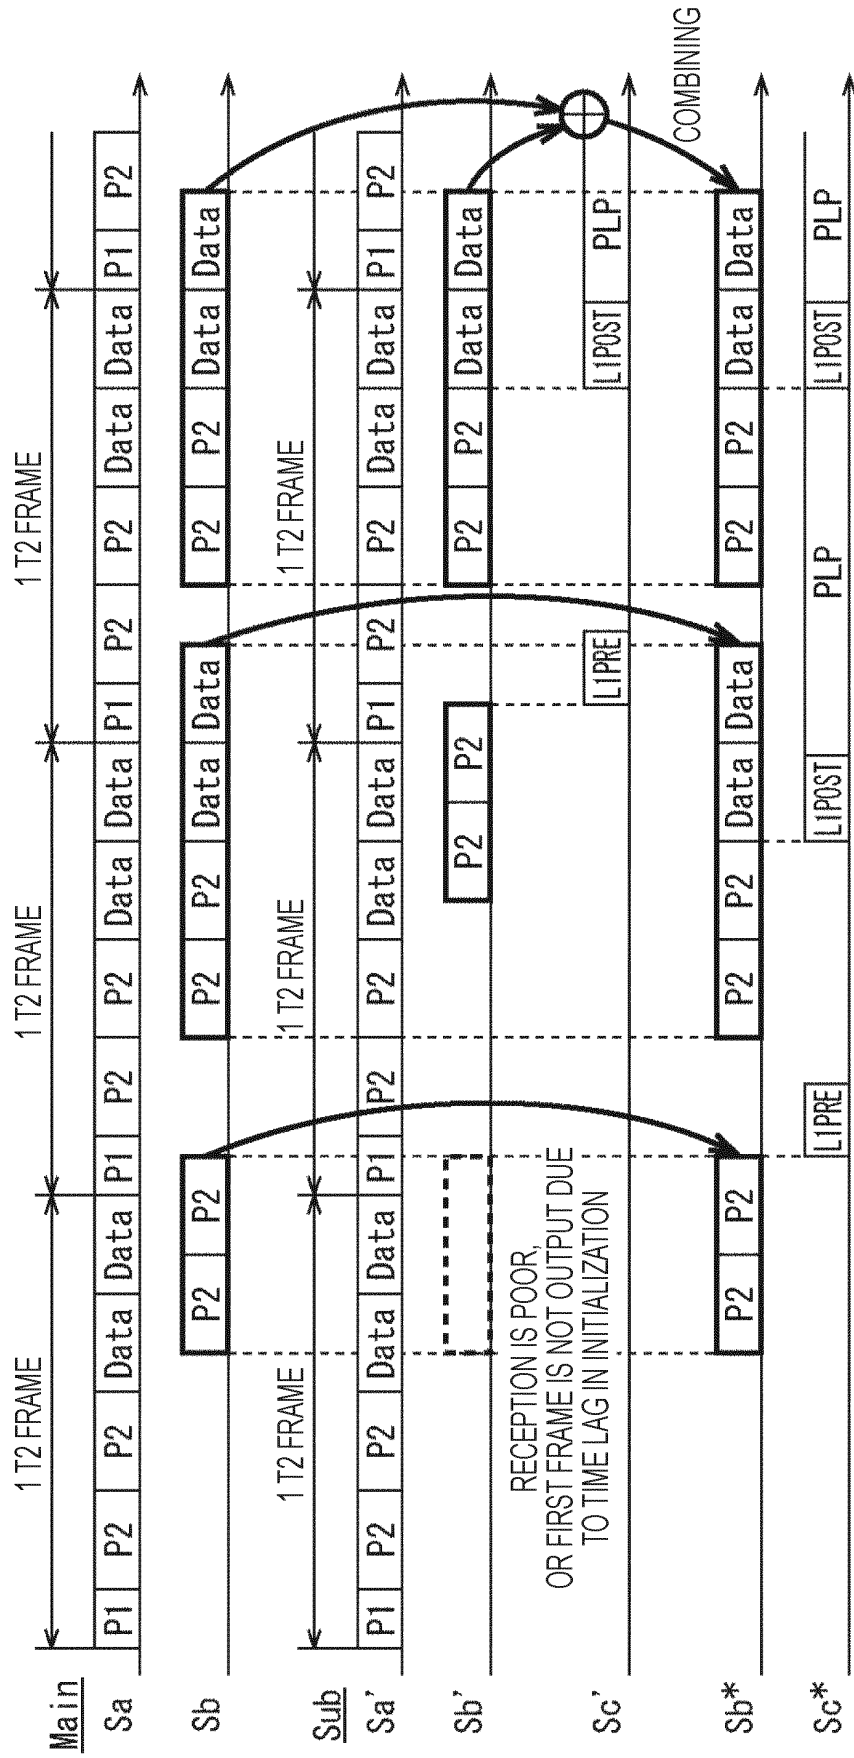 Main
1 T2 FRAME 1 T2 FRAME 1 T2 FRAME
Sa P1 P2 P2 Data Data P1 P2 P2 Data Data P1 P2 P2 Data Data P1 P2
Sb P2 P2 P2 P2 Data Data P2 P2 Data Data
Sub
1 T2 FRAME 1 T2 FRAME 1 T2 FRAME
Sa' P1 P2 P2 Data Data P1 P2 P2 Data Data P1 P2 P2 Data Data P1 P2
Sb' P2 P2 P2 P2 Data Data
RECEPTION IS POOR,
OR FIRST FRAME IS NOT OUTPUT DUE
TO TIME LAG IN INITIALIZATION
Sc' L1PRE L1POST PLP
COMBINING
Sb* P2 P2 P2 P2 Data Data P2 P2 Data Data
Sc* L1PRE L1POST PLP L1POST PLP